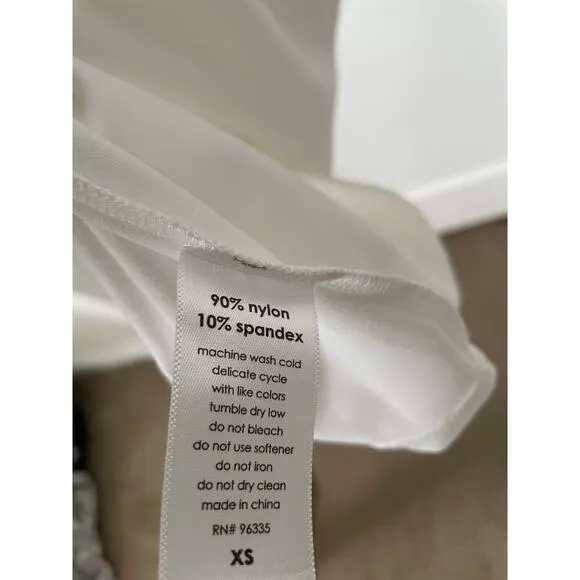 90% nylon
10% spandex
machine wash cold
delicate cycle
with like colors
tumble dry low
do not bleach
do not use softener
do not iron
do not dry clean
made in china
RN# 96335
XS